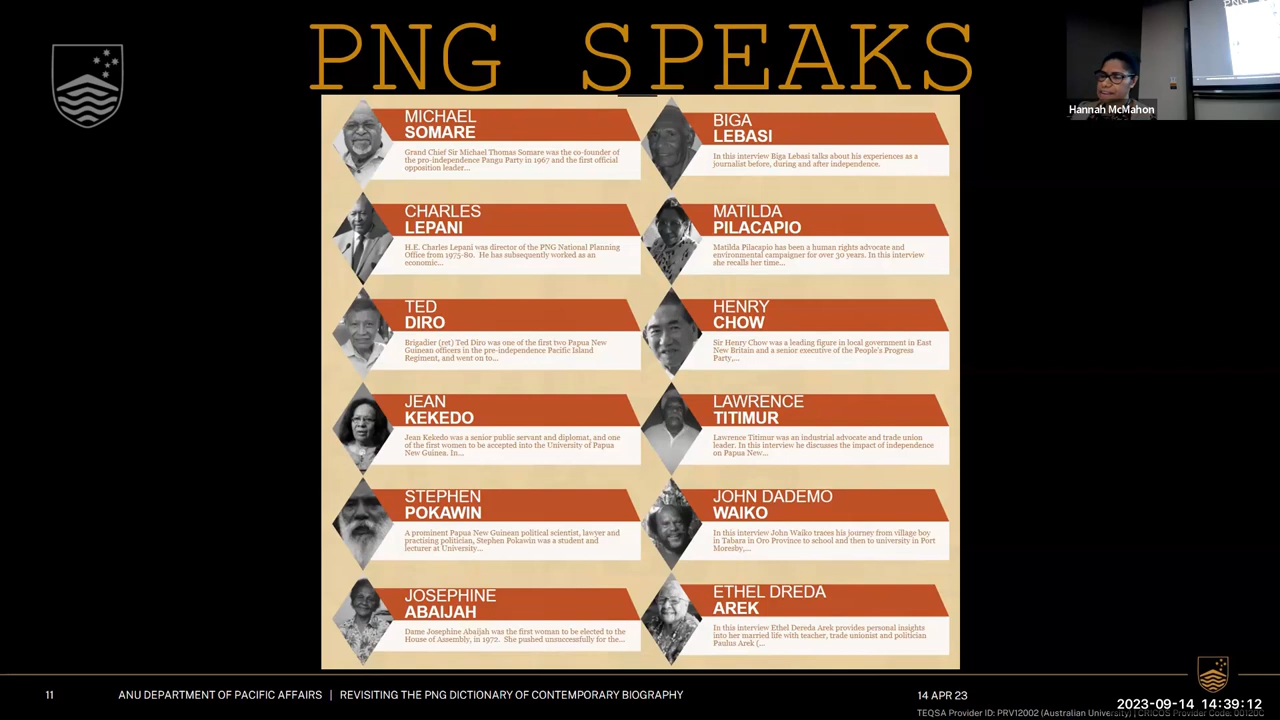 PNG SPEAKS
Hannah McMahon
MICHAEL
SOMARE
Grand Chief Sir Michael Thomas Somare was the co-founder of
the pro-independence Pangu Party in 1967 and the first official
opposition leader...
BIGA
LEBASI
In this interview Biga Lebasi talks about his experiences as a
journalist before, during and after independence.
CHARLES
LEPANI
H.E. Charles Lepani was director of the PNG National Planning
Office from 1975-80. He has subsequently worked as an
economic...
MATILDA
PILACAPIO
Matilda Pilacapio has been a human rights advocate and
environmental campaigner for over 30 years. In this interview
she recalls her time...
TED
DIRO
Brigadier (ret) Ted Diro was one of the first two Papua New
Guinean officers in the pre-independence Pacific Island
Regiment, and went on to...
HENRY
CHOW
Sir Henry Chow was a leading figure in local government in East
New Britain and a senior executive of the People's Progress
Party,...
JEAN
KEKEDO
Jean Kekedo was a senior public servant and diplomat, and one
of the first women to be accepted into the University of Papua
New Guinea. In...
LAWRENCE
TITIMUR
Lawrence Titimur was an industrial advocate and trade union
leader. In this interview he discusses the impact of independence
on Papua New...
STEPHEN
POKAWIN
A prominent Papua New Guinean political scientist, lawyer and
practising politician, Stephen Pokawin was a student and
lecturer at University...
JOHN DADEMO
WAIKO
In this interview John Waiko traces his journey from village boy
in Tabara in Oro Province to school and then to university in Port
Moresby,...
JOSEPHINE
ABAIJAH
Dame Josephine Abaijah was the first woman to be elected to the
House of Assembly, in 1972. She pushed unsuccessfully for the...
ETHEL DREDA
AREK
In this interview Ethel Dereda Arek provides personal insights
into her married life with teacher, trade unionist and politician
Paulus Arek (...
11 ANU DEPARTMENT OF PACIFIC AFFAIRS | REVISITING THE PNG DICTIONARY OF CONTEMPORARY BIOGRAPHY 14 APR 23
2023-09-14 14:39:12
TEQSA Provider ID: PRV12002 (Australian University) | CRICOS Provider Code: